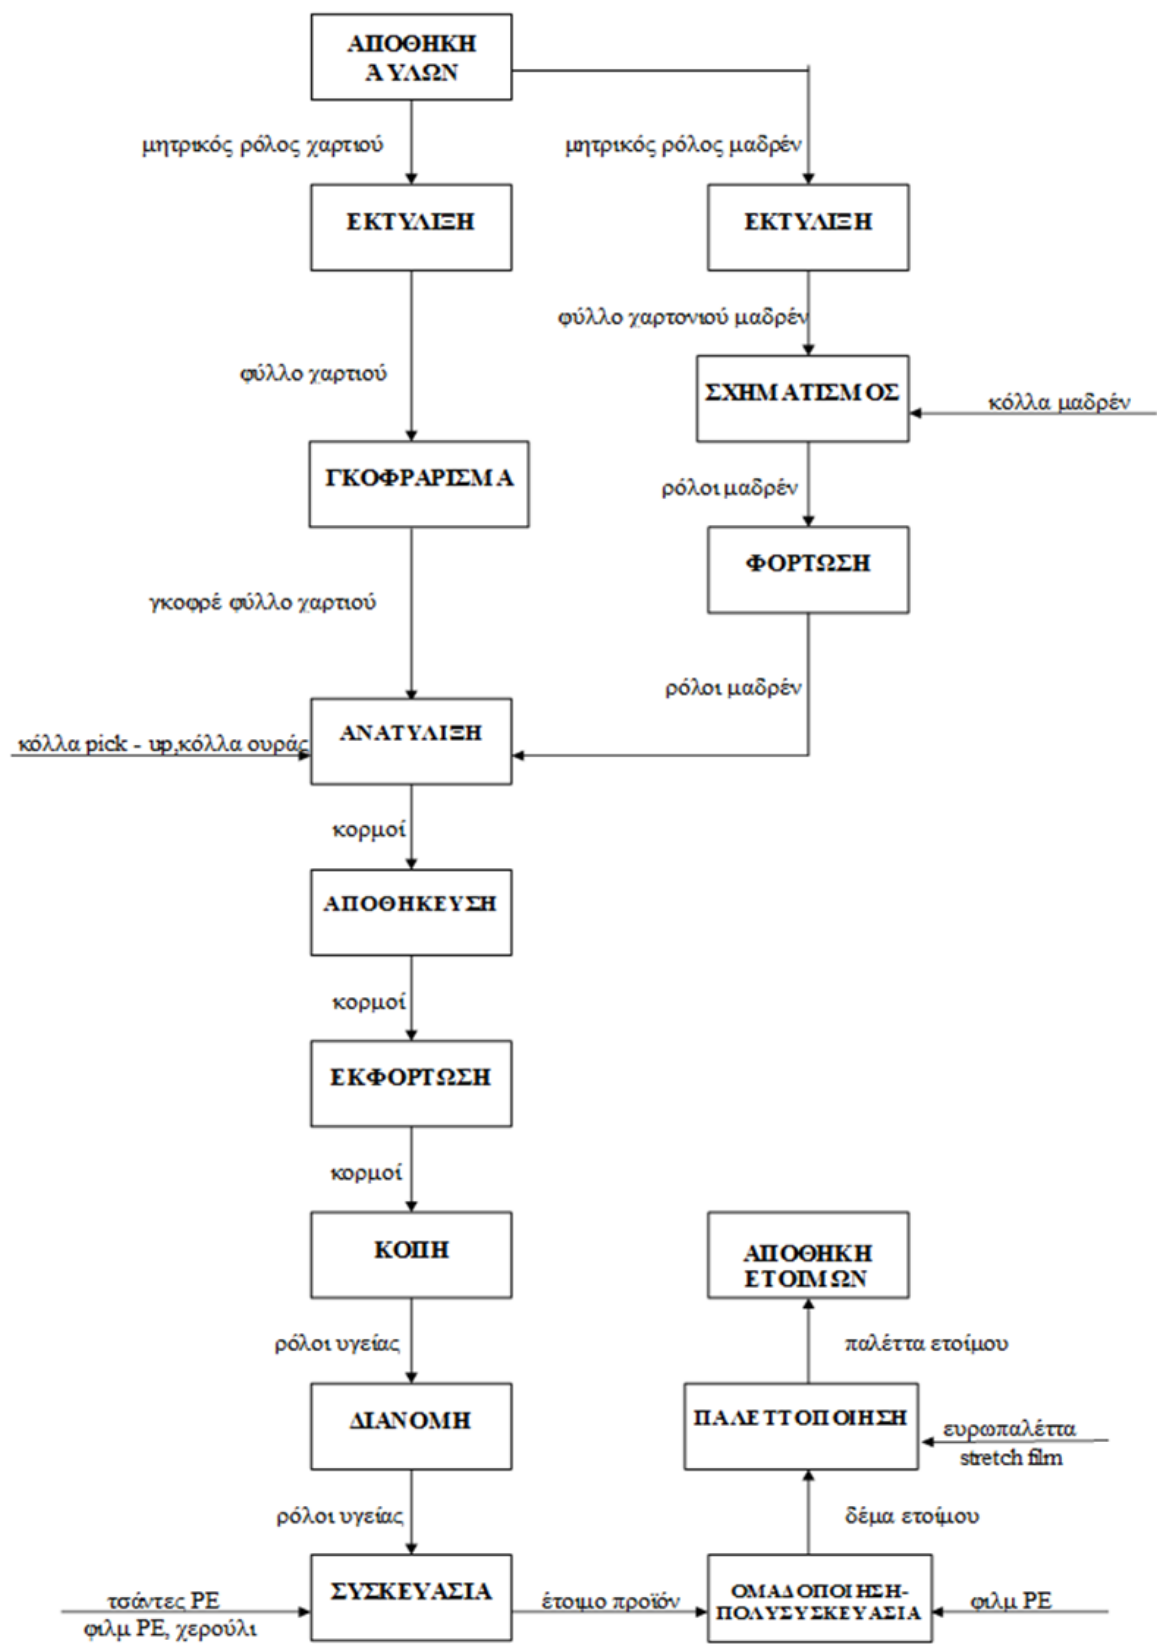 ΑΠΟΘΗΚΗ
Ά ΥΛΩΝ
μητρικός ρόλος χαρτιού
μητρικός ρόλος μαδρέν
ΕΚΤΥΛΙΞΗ
ΕΚΤΥΛΙΞΗ
φύλλο χαρτονιού μαδρέν
φύλλο χαρτιού
ΣΧΗΜΑΤΙΣΜΟΣ
κόλλα μαδρέν
ΓΚΟΦΡΑΡΙΣΜΑ
ρόλοι μαδρέν
ΦΟΡΤΩΣΗ
γκοφρέ φύλλο χαρτιού
ρόλοι μαδρέν
ΑΝΑΤΥΛΙΞΗ
κόλλα pick - up,κόλλα ουράς
κορμοί
ΑΠΟΘΗΚΕΥΣΗ
κορμοί
ΕΚΦΟΡΤΩΣΗ
κορμοί
ΚΟΠΗ
ΑΠΟΘΗΚΗ
ΕΤΟΙΜΩΝ
ρόλοι υγείας
παλέττα ετοίμου
ΔΙΑΝΟΜΗ
ΠΑΛΕΤΤΟΠΟΙΗΣΗ
ευρωπαλέττα
stretch film
ρόλοι υγείας
δέμα ετοίμου
τσάντες PE
φιλμ PE, χερούλι
ΣΥΣΚΕΥΑΣΙΑ
έτοιμο προϊόν
ΟΜΑΔΟΠΟΙΗΣΗ-
ΠΟΛΥΣΥΣΚΕΥΑΣΙΑ
φιλμ PE